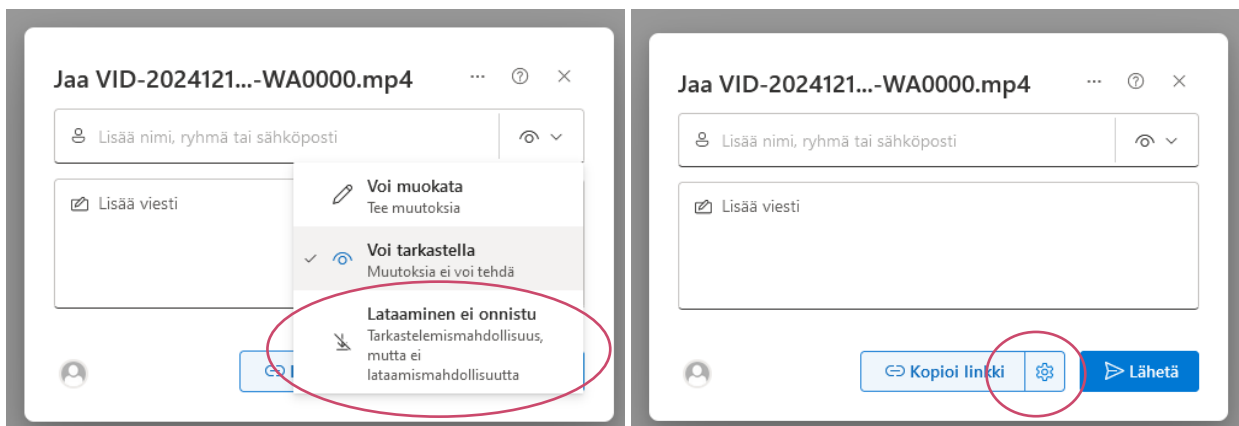 Jaa VID-2024121...-WA0000.mp4
Lisää nimi, ryhmä tai sähköposti
Lisää viesti
Voi muokata
Tee muutoksia
Voi tarkastella
Muutoksia ei voi tehdä
Lataaminen ei onnistu
Tarkastelemismahdollisuus,
mutta ei
lataamismahdollisuutta
Jaa VID-2024121...-WA0000.mp4
Lisää nimi, ryhmä tai sähköposti
Lisää viesti
Kopioi linkki
Lähetä